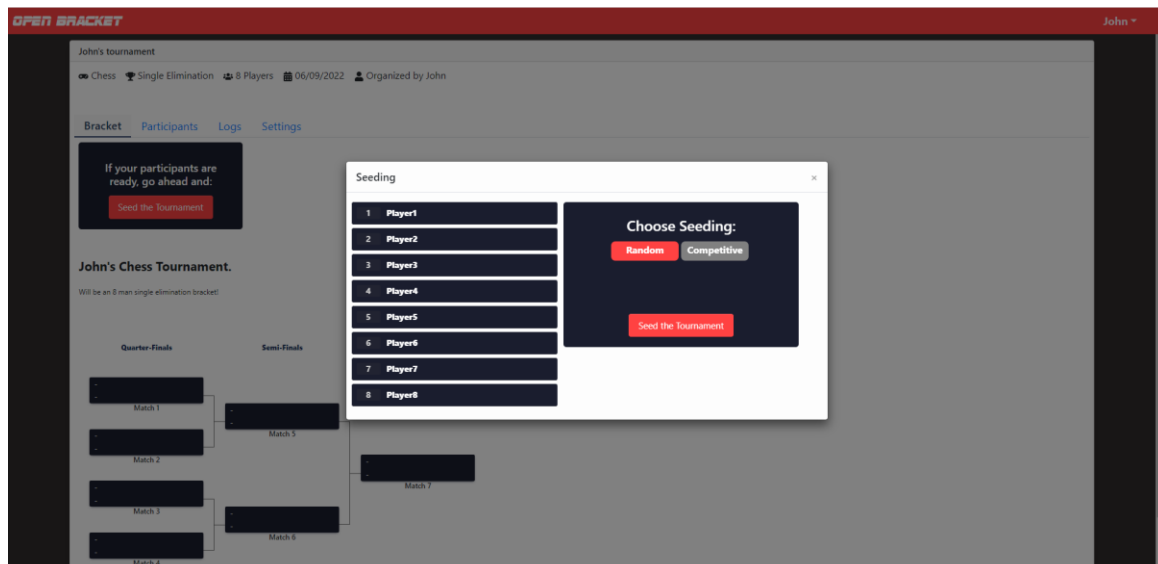 OPEN BRACKET
John
John's tournament
Chess Single Elimination 8 Players 06/09/2022 Organized by John
Bracket Participants Logs Settings
If your participants are
ready, go ahead and:
Seed the Tournament
John's Chess Tournament.
Will be an 8 man single elimination bracket!
Quarter-Finals Semi-Finals
-
-
Match 1
-
-
Match 2
-
-
Match 3
-
-
Match 4
-
-
Match 5
-
-
Match 6
-
-
Match 7
Seeding ×
1 Player1
2 Player2
3 Player3
4 Player4
5 Player5
6 Player6
7 Player7
8 Player8
Choose Seeding:
Random Competitive
Seed the Tournament